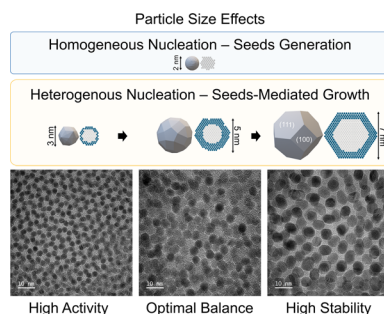 Particle Size Effects
Homogeneous Nucleation – Seeds Generation
2 nm
Heterogenous Nucleation – Seeds-Mediated Growth
3 nm
5 nm
(111)
(100)
7 nm
10 nm
10 nm
10 nm
High Activity
Optimal Balance
High Stability